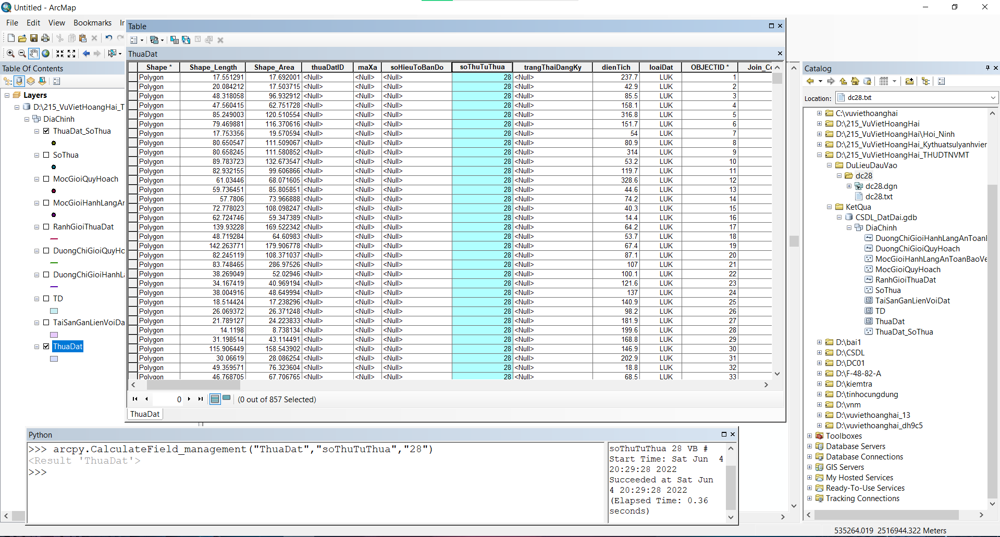 Untitled - ArcMap
File Edit View Bookmarks
Table
ThuaDat
Table Of Contents
Layers
D:\215_VuVietHoangHai_T
DiaChinh
ThuaDat_SoThua
SoThua
MocGioiQuyHoach
MocGioiHanhLangAr
RanhGioiThuaDat
DuongChiGioiQuyHo
DuongChiGioiHanhL
TD
TaiSanGanLienVoiDa
ThuaDat
Shape * Shape_Length Shape_Area thuaDatID maXa soHieuToBanDo soThuTuThua trangThaiDangKy dienTich loaiDat OBJECTID * Join_Cc
Polygon 17.551291 17.692001 <Null> <Null> <Null> 28 <Null> 237.7 LUK 1
Polygon 20.084212 17.503715 <Null> <Null> <Null> 28 <Null> 42.9 LUK 2
Polygon 48.318058 96.932912 <Null> <Null> <Null> 28 <Null> 85.5 LUK 3
Polygon 47.560415 62.751728 <Null> <Null> <Null> 28 <Null> 158.1 LUK 4
Polygon 85.249003 120.510554 <Null> <Null> <Null> 28 <Null> 316.8 LUK 5
Polygon 79.469881 116.370616 <Null> <Null> <Null> 28 <Null> 151.7 LUK 6
Polygon 17.753356 19.570594 <Null> <Null> <Null> 28 <Null> 54 LUK 7
Polygon 80.650547 111.509067 <Null> <Null> <Null> 28 <Null> 80.9 LUK 8
Polygon 80.658245 111.580852 <Null> <Null> <Null> 28 <Null> 314 LUK 9
Polygon 89.783723 132.673547 <Null> <Null> <Null> 28 <Null> 53.2 LUK 10
Polygon 82.932155 99.606866 <Null> <Null> <Null> 28 <Null> 119.7 LUK 11
Polygon 61.03446 68.071605 <Null> <Null> <Null> 28 <Null> 328.6 LUK 12
Polygon 59.736451 85.805851 <Null> <Null> <Null> 28 <Null> 44.6 LUK 13
Polygon 57.7806 73.966888 <Null> <Null> <Null> 28 <Null> 74.2 LUK 14
Polygon 72.778023 108.098247 <Null> <Null> <Null> 28 <Null> 40.3 LUK 15
Polygon 62.724746 59.347389 <Null> <Null> <Null> 28 <Null> 14.4 LUK 16
Polygon 139.93228 169.522342 <Null> <Null> <Null> 28 <Null> 64.2 LUK 17
Polygon 48.719284 64.60983 <Null> <Null> <Null> 28 <Null> 53.7 LUK 18
Polygon 142.263771 179.906778 <Null> <Null> <Null> 28 <Null> 67.4 LUK 19
Polygon 82.245119 108.371037 <Null> <Null> <Null> 28 <Null> 87.1 LUK 20
Polygon 83.748465 286.97526 <Null> <Null> <Null> 28 <Null> 107 LUK 21
Polygon 38.269049 52.02946 <Null> <Null> <Null> 28 <Null> 100.1 LUK 22
Polygon 34.167419 40.969194 <Null> <Null> <Null> 28 <Null> 121.6 LUK 23
Polygon 38.004916 48.649994 <Null> <Null> <Null> 28 <Null> 137 LUK 24
Polygon 18.514424 17.238296 <Null> <Null> <Null> 28 <Null> 140.9 LUK 25
Polygon 26.069372 26.371248 <Null> <Null> <Null> 28 <Null> 98.2 LUK 26
Polygon 21.789127 24.223833 <Null> <Null> <Null> 28 <Null> 181.9 LUK 27
Polygon 14.1198 8.738134 <Null> <Null> <Null> 28 <Null> 199.6 LUK 28
Polygon 31.198514 43.114491 <Null> <Null> <Null> 28 <Null> 168.8 LUK 29
Polygon 115.906449 158.543902 <Null> <Null> <Null> 28 <Null> 146.9 LUK 30
Polygon 30.06619 28.086254 <Null> <Null> <Null> 28 <Null> 202.9 LUK 31
Polygon 49.359571 76.323604 <Null> <Null> <Null> 28 <Null> 18.8 LUK 32
Polygon 46.768705 67.706765 <Null> <Null> <Null> 28 <Null> 68.5 LUK 33
0 (0 out of 857 Selected)
ThuaDat
Python
>>> arcpy.CalculateField_management("ThuaDat","soThuTuThua","28")
<Result 'ThuaDat'>
>>>
soThuTuThua 28 VB #
Start Time: Sat Jun 4
20:29:28 2022
Succeeded at Sat Jun
4 20:29:28 2022
(Elapsed Time: 0.36
seconds)
Catalog
Location: dc28.txt
C:\vuviethoanghai
D:\215_VuVietHoangHai
D:\215_VuVietHoangHai\Hoi_Ninh
D:\215_VuVietHoangHai_Kythuatsulyanhvier
D:\215_VuVietHoangHai_THUDTNVMT
DuLieuDauVao
dc28
dc28.dgn
dc28.txt
KetQua
CSDL_DatDai.gdb
DiaChinh
DuongChiGioiHanhLangAnToanI
DuongChiGioiQuyHoach
MocGioiHanhLangAnToanBaoVe
MocGioiQuyHoach
RanhGioiThuaDat
SoThua
TaiSanGanLienVoiDat
TD
ThuaDat
ThuaDat_SoThua
D:\bai1
D:\CSDL
D:\DC01
D:\F-48-82-A
D:\kiemtra
D:\tinhocungdung
D:\vnm
D:\vuviethoanghai_13
D:\vuviethoanghai_dh9c5
Toolboxes
Database Servers
Database Connections
GIS Servers
My Hosted Services
Ready-To-Use Services
Tracking Connections
535264.019 2516944.322 Meters